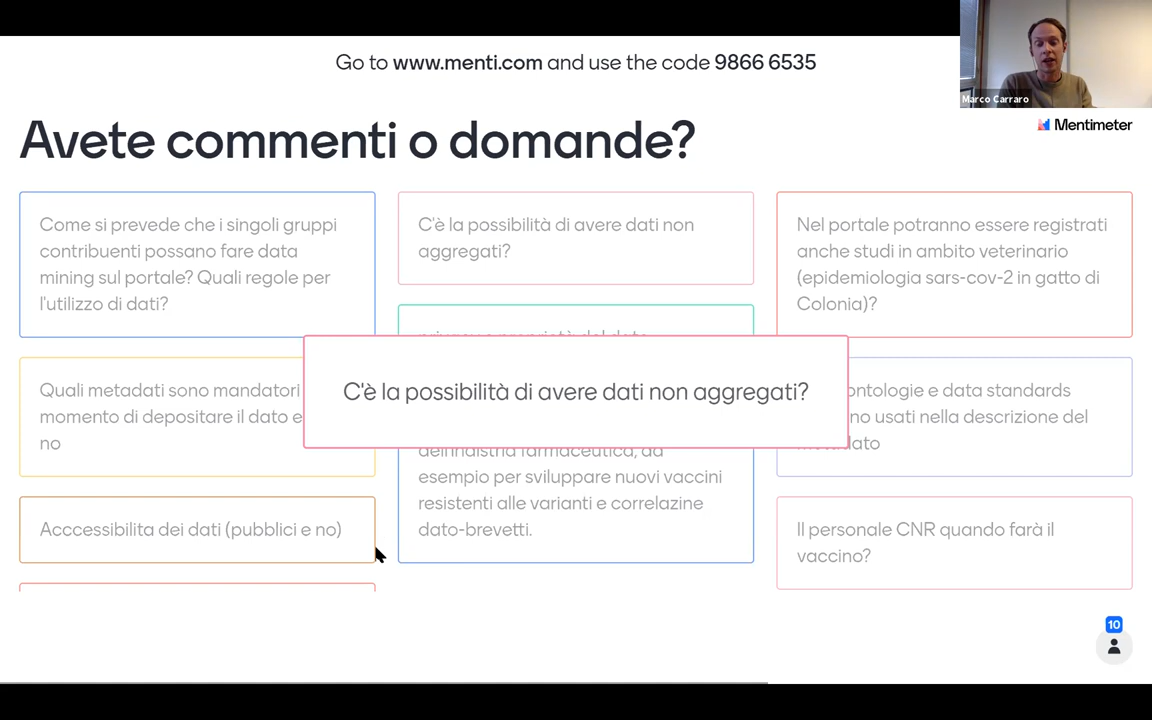 Go to www.menti.com and use the code 9866 6535
Marco Carraro
Mentimeter
Avete commenti o domande?
Come si prevede che i singoli gruppi
contribuenti possano fare data
mining sul portale? Quali regole per
l'utilizzo di dati?
Quali metadati sono mandatori
momento di depositare il dato e
no
Acccessibilita dei dati (pubblici e no)
C'è la possibilità di avere dati non
aggregati?
C'è la possibilità di avere dati non aggregati?
esempio per sviluppare nuovi vaccini
resistenti alle varianti e correlazine
dato-brevetti.
Nel portale potranno essere registrati
anche studi in ambito veterinario
(epidemiologia sars-cov-2 in gatto di
Colonia)?
ontologie e data standards
usati nella descrizione del
Il personale CNR quando farà il
vaccino?
10